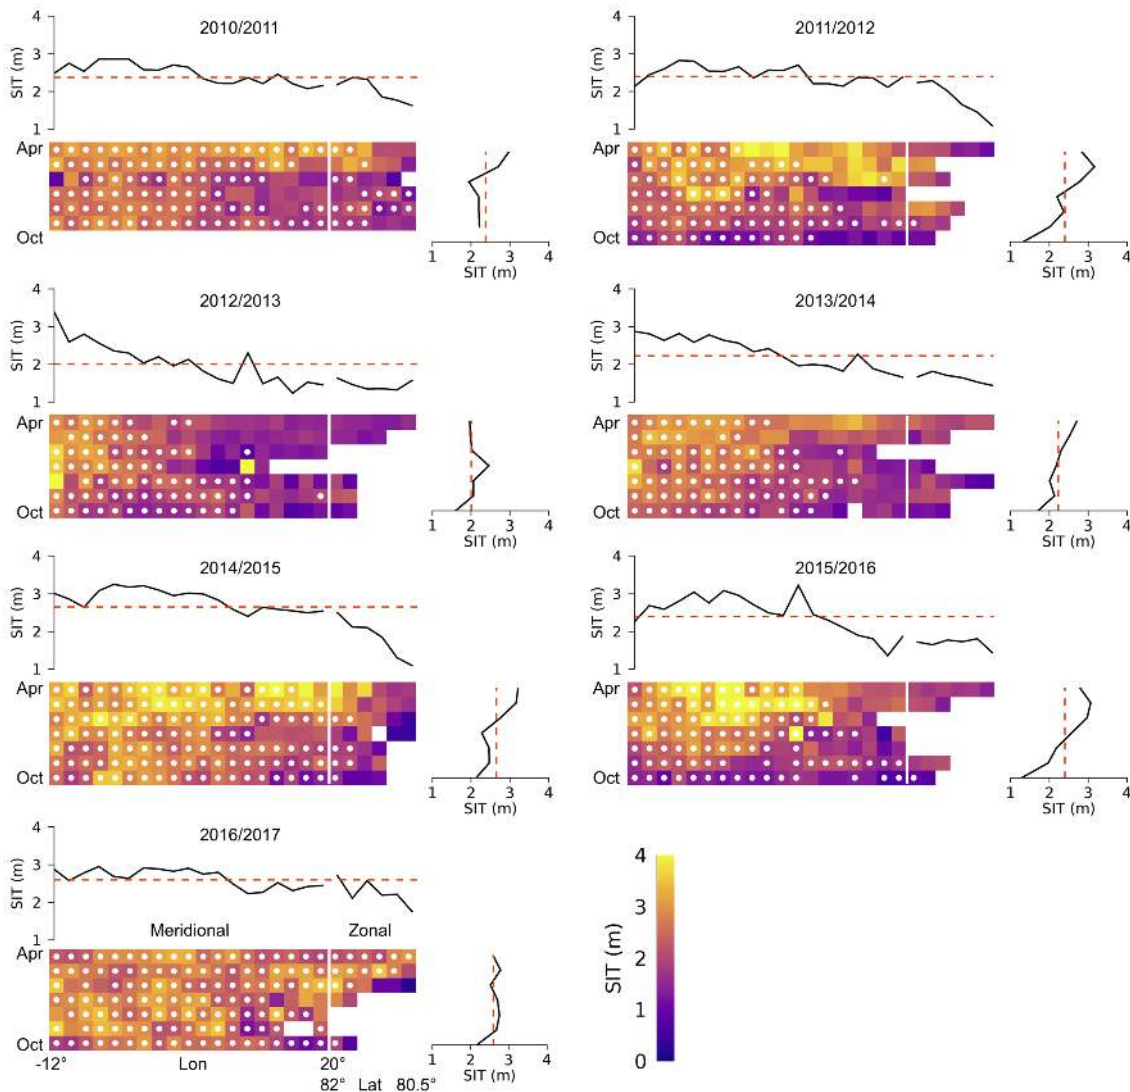 2010/2011
4
3
2
1
SIT (m)
Apr
Oct
1 2 3 4
SIT (m)
2011/2012
4
3
2
1
SIT (m)
Apr
Oct
1 2 3 4
SIT (m)
2012/2013
4
3
2
1
SIT (m)
Apr
Oct
1 2 3 4
SIT (m)
2013/2014
4
3
2
1
SIT (m)
Apr
Oct
1 2 3 4
SIT (m)
2014/2015
4
3
2
1
SIT (m)
Apr
Oct
1 2 3 4
SIT (m)
2015/2016
4
3
2
1
SIT (m)
Apr
Oct
1 2 3 4
SIT (m)
2016/2017
4
3
2
1
SIT (m)
Meridional Zonal
Apr
Oct
-12° Lon 20°
82° Lat 80.5°
1 2 3 4
SIT (m)
4
3
2
1
0
SIT (m)